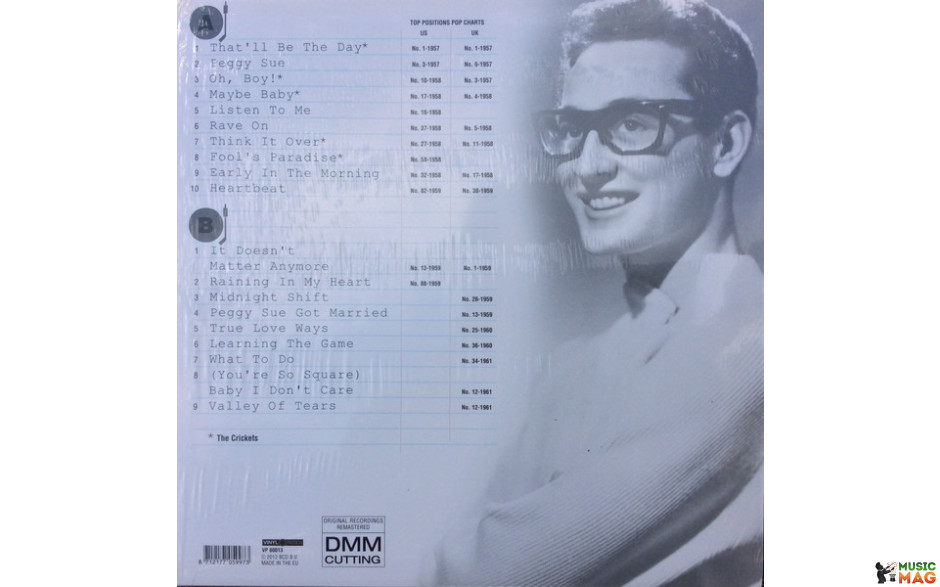 A
TOP POSITIONS POP CHARTS
US UK
1 That'll Be The Day* No. 1-1957 No. 1-1957
2 Peggy Sue No. 3-1957 No. 6-1957
3 Oh, Boy!* No. 10-1958 No. 3-1957
4 Maybe Baby* No. 17-1958 No. 4-1958
5 Listen To Me No. 16-1958
6 Rave On No. 37-1958 No. 5-1958
7 Think It Over* No. 27-1958 No. 11-1958
8 Fool's Paradise* No. 58-1958
9 Early In The Morning No. 32-1958 No. 17-1958
10 Heartbeat No. 82-1959 No. 30-1959
B
1 It Doesn't
Matter Anymore No. 13-1959 No. 1-1959
2 Raining In My Heart No. 88-1959
3 Midnight Shift No. 26-1959
4 Peggy Sue Got Married No. 13-1959
5 True Love Ways No. 25-1960
6 Learning The Game No. 36-1960
7 What To Do No. 34-1961
8 (You're So Square)
Baby I Don't Care No. 12-1961
9 Valley Of Tears No. 12-1961
* The Crickets
ORIGINAL RECORDINGS
REMASTERED
DMM
CUTTING
VINYL
© 2012 BCD B.V.
MADE IN THE EU
MUSIC
MAG